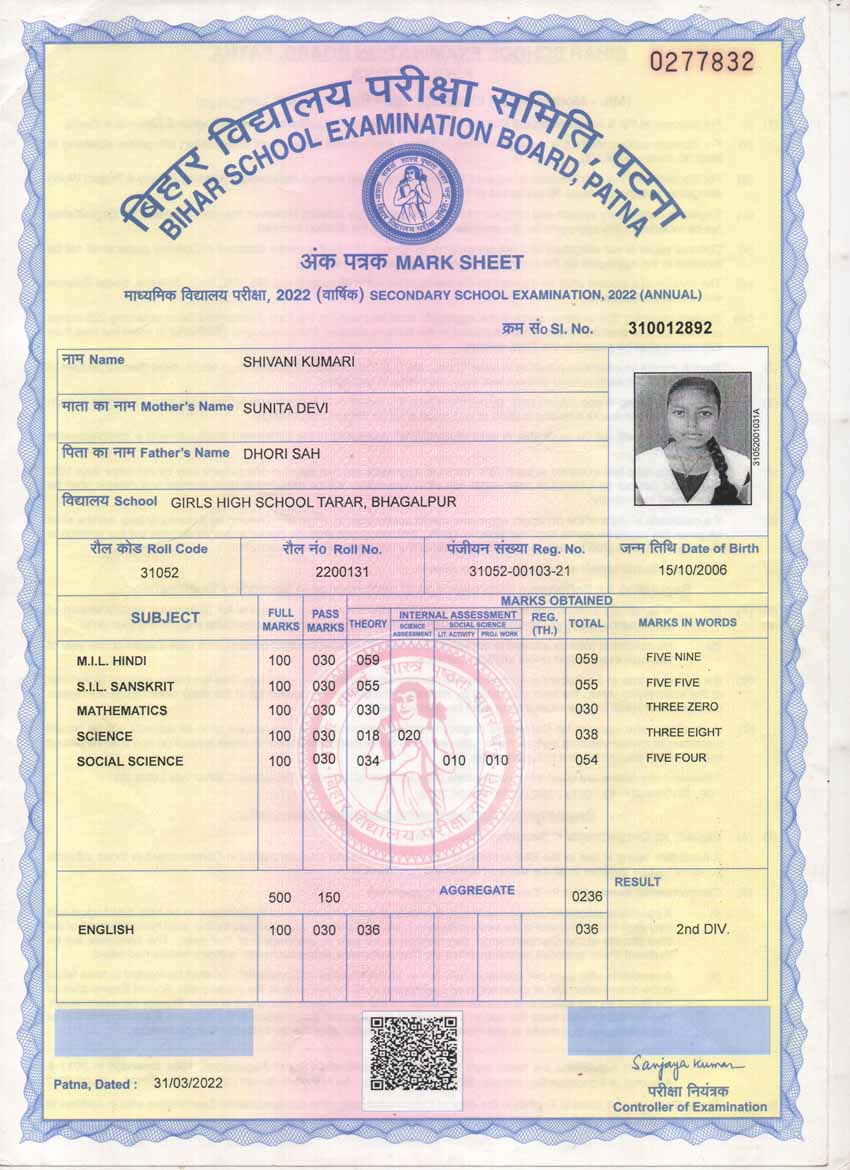 0277832
बिहार विद्यालय परीक्षा समिति, पटना
BIHAR SCHOOL EXAMINATION BOARD, PATNA
अंक पत्रक MARK SHEET
माध्यमिक विद्यालय परीक्षा, 2022 (वार्षिक) SECONDARY SCHOOL EXAMINATION, 2022 (ANNUAL)
क्रम सं० Sl. No. 310012892
नाम Name SHIVANI KUMARI
माता का नाम Mother's Name SUNITA DEVI
पिता का नाम Father's Name DHORI SAH
विद्यालय School GIRLS HIGH SCHOOL TARAR, BHAGALPUR
31052001031A
रौल कोड Roll Code रौल नं० Roll No. पंजीयन संख्या Reg. No. जन्म तिथि Date of Birth
31052 2200131 31052-00103-21 15/10/2006
MARKS OBTAINED
SUBJECT FULL MARKS PASS MARKS THEORY INTERNAL ASSESSMENT REG. (TH.) TOTAL MARKS IN WORDS
SCIENCE ASSESSMENT SOCIAL SCIENCE LIT. ACTIVITY PROJ. WORK
M.I.L. HINDI 100 030 059 059 FIVE NINE
S.I.L. SANSKRIT 100 030 055 055 FIVE FIVE
MATHEMATICS 100 030 030 030 THREE ZERO
SCIENCE 100 030 018 020 038 THREE EIGHT
SOCIAL SCIENCE 100 030 034 010 010 054 FIVE FOUR
बिहार विद्यालय परीक्षा समिति
500 150 AGGREGATE 0236 RESULT
ENGLISH 100 030 036 036 2nd DIV.
Sanjaya Kumar
Patna, Dated : 31/03/2022
परीक्षा नियंत्रक
Controller of Examination